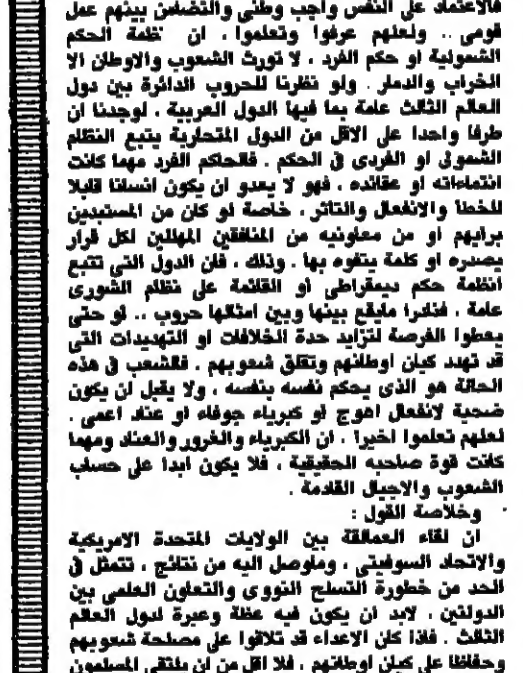 فالاعتماد على النفس واجب وطنى والتضامن بينهم عمل
قومى .. ولعلهم عرفوا وتعلموا ، ان نظمة الحكم
الشمولية او حكم الفرد ، لا تورث الشعوب والاوطان الا
الخراب والدمار . ولو نظرنا للحروب الدائرة بين دول
العالم الثالث عامة بما فيها الدول العربية ، لوجدنا ان
طرفا واحدا على الاقل من الدول المتحاربة يتبع النظام
الشمولى او الفردى فى الحكم . فالحاكم الفرد مهما كانت
انتماءاته او عقائده ، فهو لا يعدو ان يكون انسانا قابلا
للخطا والانفعال والتأثر ، خاصة لو كان من المستبدين
برايهم او من معاونيه من المنافقين المهللين لكل قرار
يصدره او كلمة يتفوه بها . وذلك ، فان الدول التى تتبع
انظمة حكم ديمقراطى او القائمة على نظام الشورى
عامة ، فنادرا مايقع بينها وبين امثالها حروب .. لو حتى
يعطوا الفرصة لتزايد حدة الخلافات او التهديدات التى
قد تهدد كيان اوطانهم وتقلق شعوبهم . فالشعب فى هذه
الحالة هو الذى يحكم نفسه بنفسه ، ولا يقبل ان يكون
ضحية لانفعال اهوج او كبرياء جوفاء او عناد اعمى .
لعلهم تعلموا اخيرا . ان الكبرياء والغرور والعناد ومهما
كانت قوة صاحبه الحقيقية ، فلا يكون ابدا على حساب
الشعوب والاجيال القادمة .
وخلاصة القول :
ان لقاء العمالقة بين الولايات المتحدة الامريكية
والاتحاد السوفيتى ، وماوصل اليه من نتائج ، تتمثل فى
الحد من خطورة التسلح النووى والتعاون العلمى بين
الدولتين ، لابد ان يكون فيه عظة وعبرة لدول العالم
الثالث . فاذا كان الاعداء قد تلاقوا على مصلحة شعوبهم
وحفاظا على كيان اوطانهم ، فلا اقل من ان يلتقى المسلمون